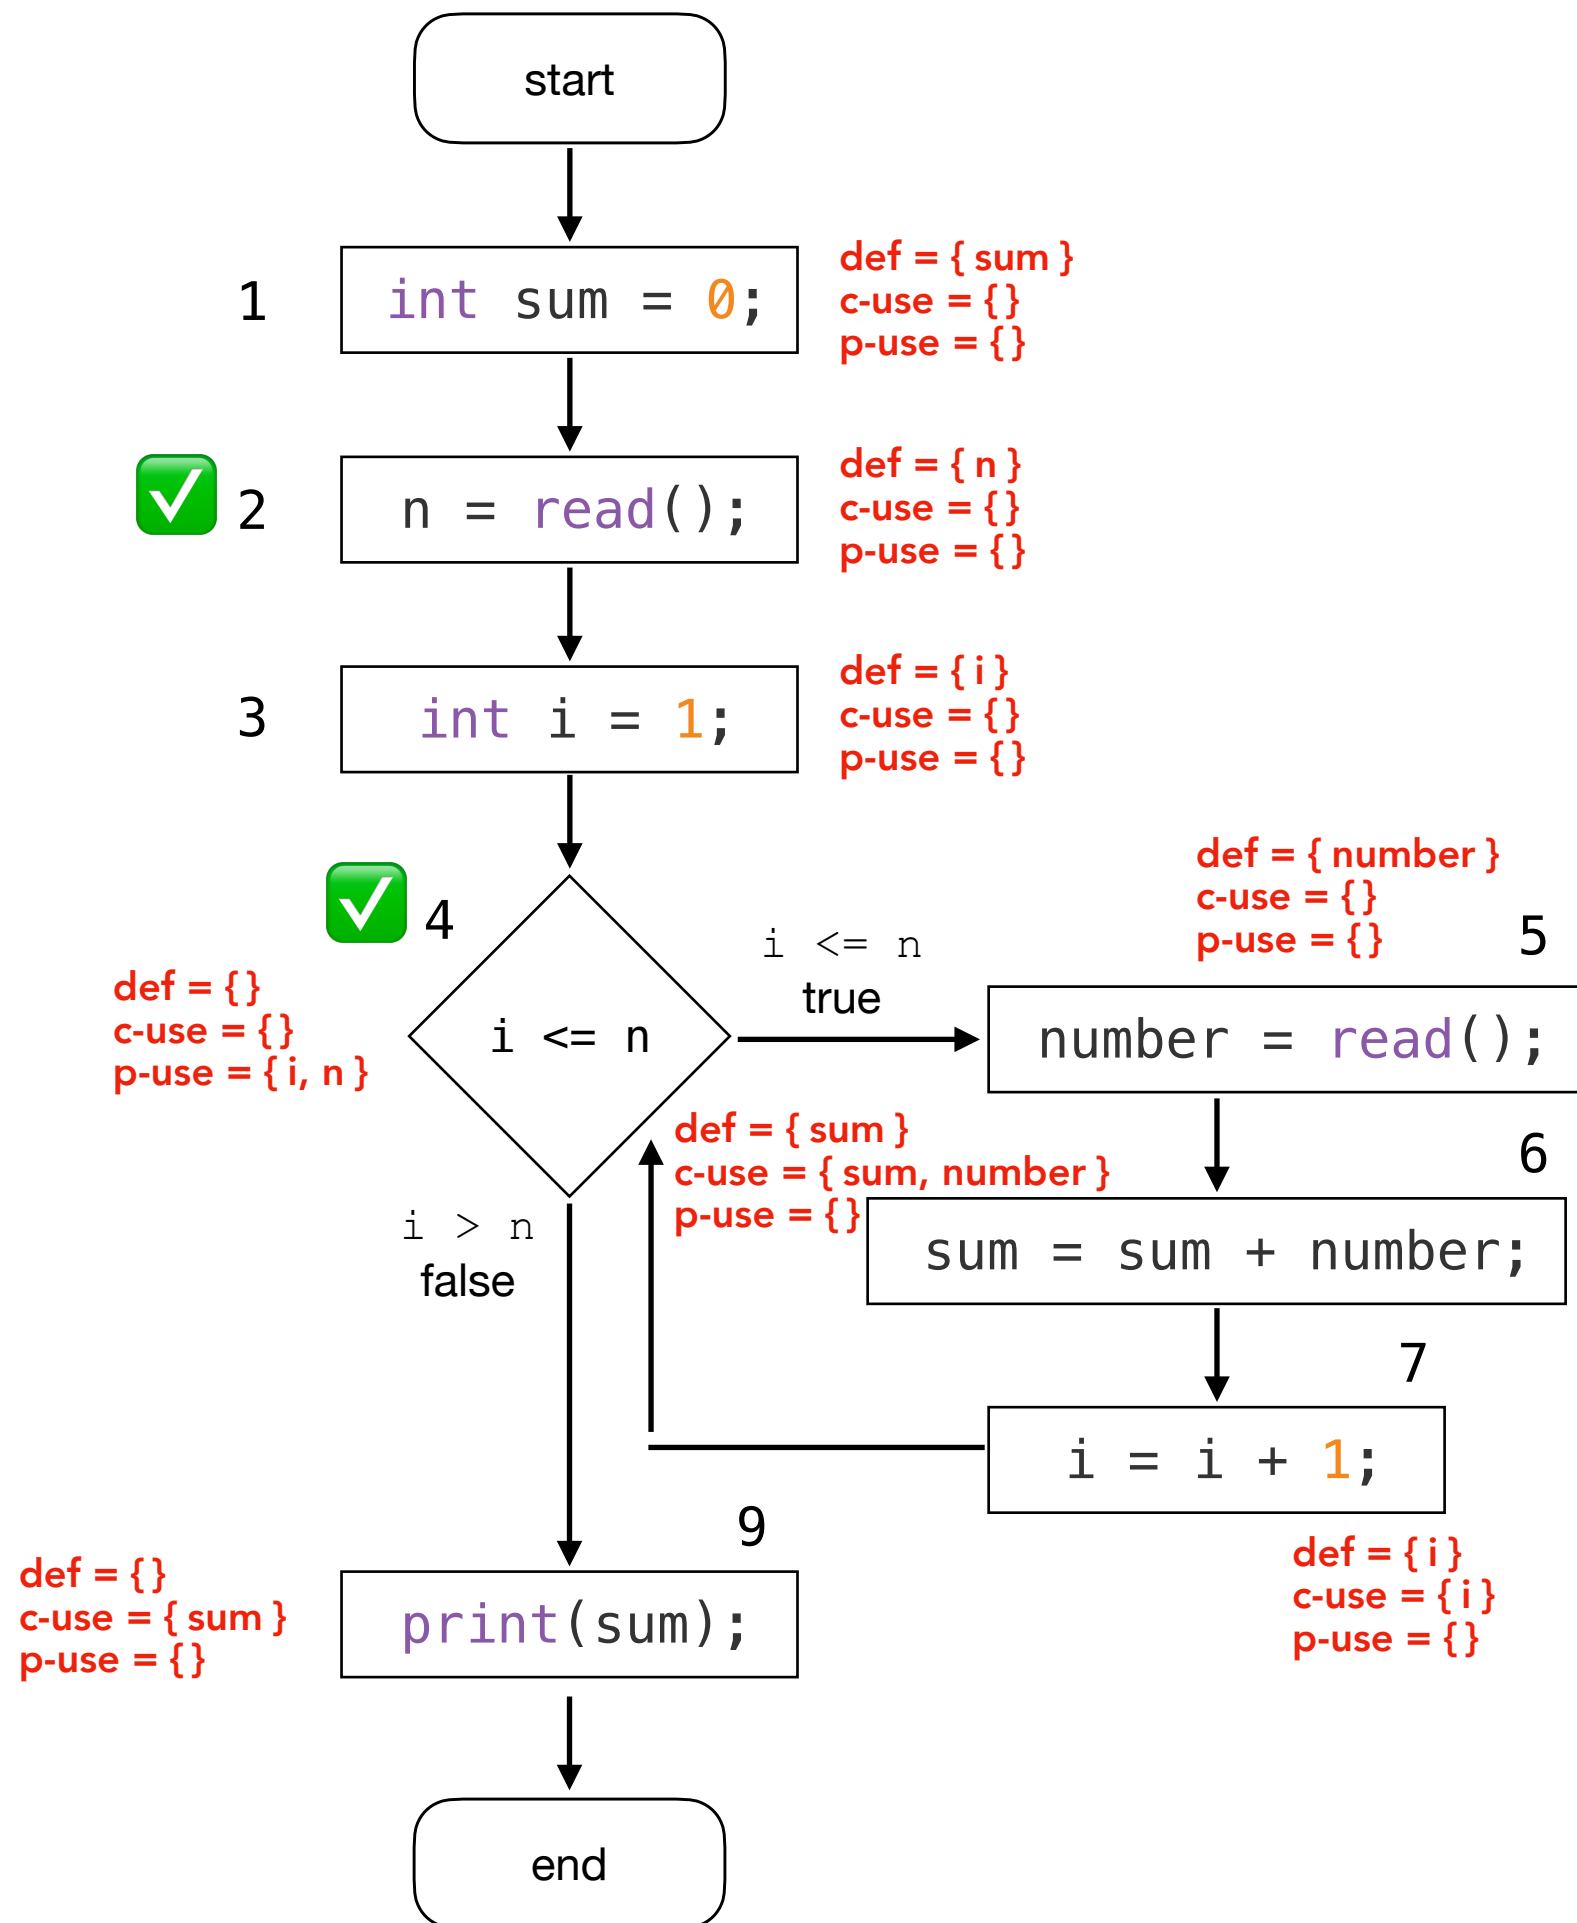 start
1
int sum = 0;
def = { sum }
c-use = {}
p-use = {}
2
n = read();
def = { n }
c-use = {}
p-use = {}
3
int i = 1;
def = { i }
c-use = {}
p-use = {}
4
i <= n
def = {}
c-use = {}
p-use = { i, n }
i <= n
true
def = { number }
c-use = {}
p-use = {}
5
number = read();
def = { sum }
c-use = { sum, number }
p-use = {}
6
sum = sum + number;
i > n
false
7
i = i + 1;
def = { i }
c-use = { i }
p-use = {}
9
print(sum);
def = {}
c-use = { sum }
p-use = {}
end